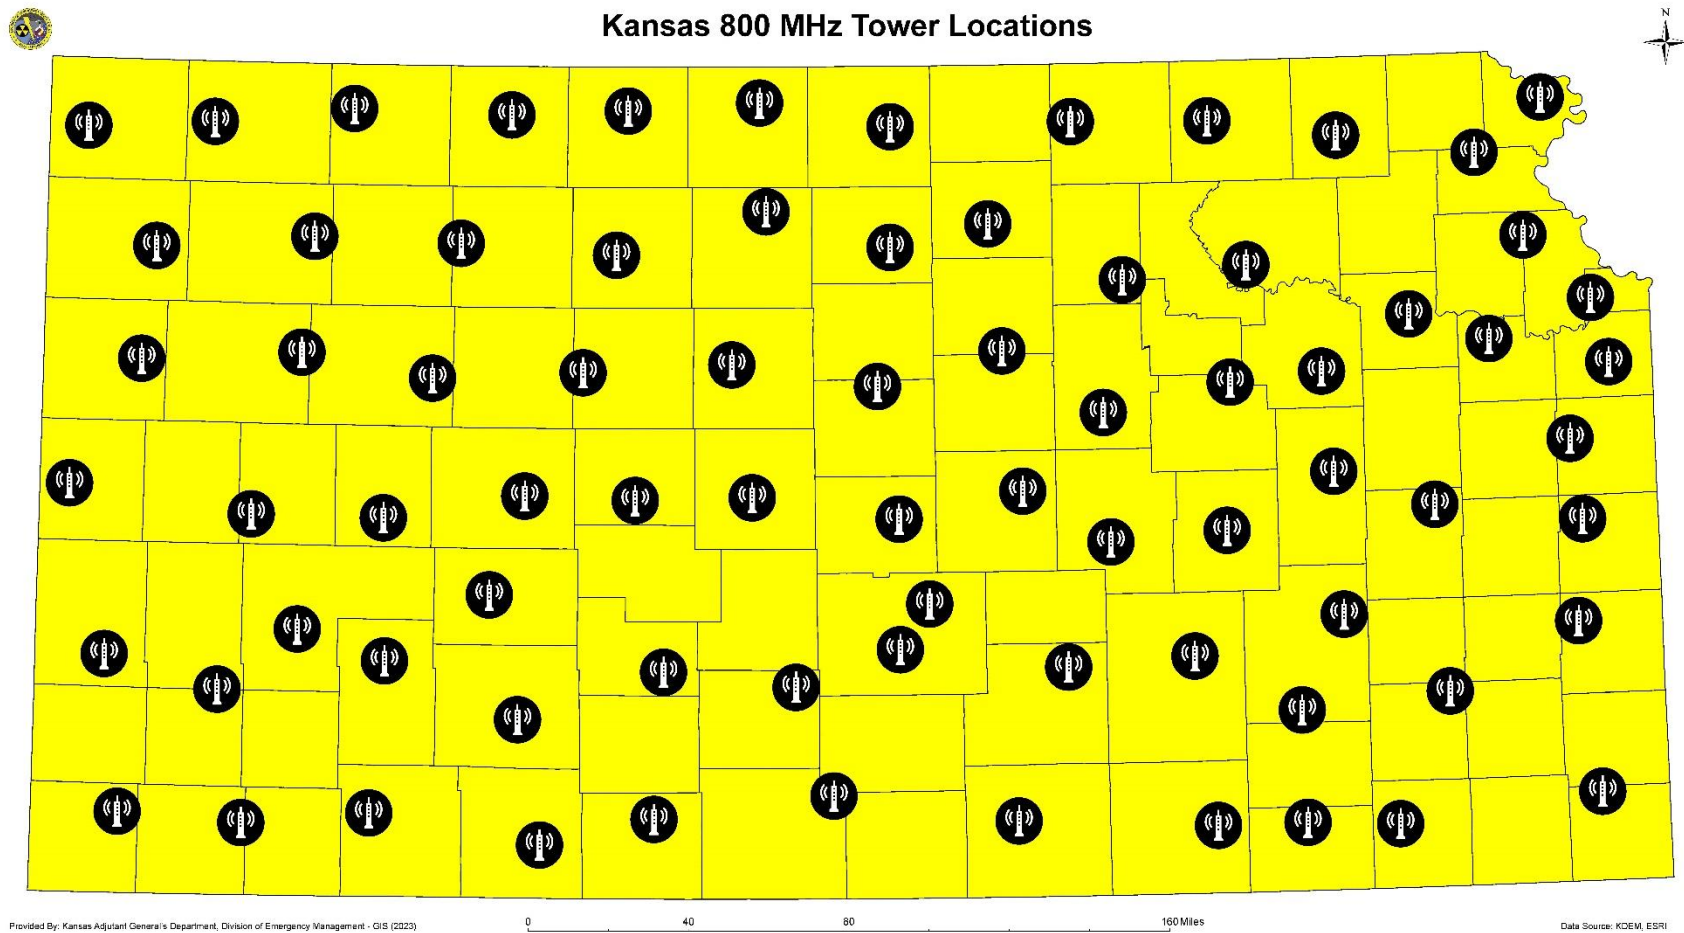 Kansas 800 MHz Tower Locations
N
Provided By: Kansas Adjutant General's Department, Division of Emergency Management - GIS (2023)
0 40 80 160 Miles
Data Source: KDEM, ESRI